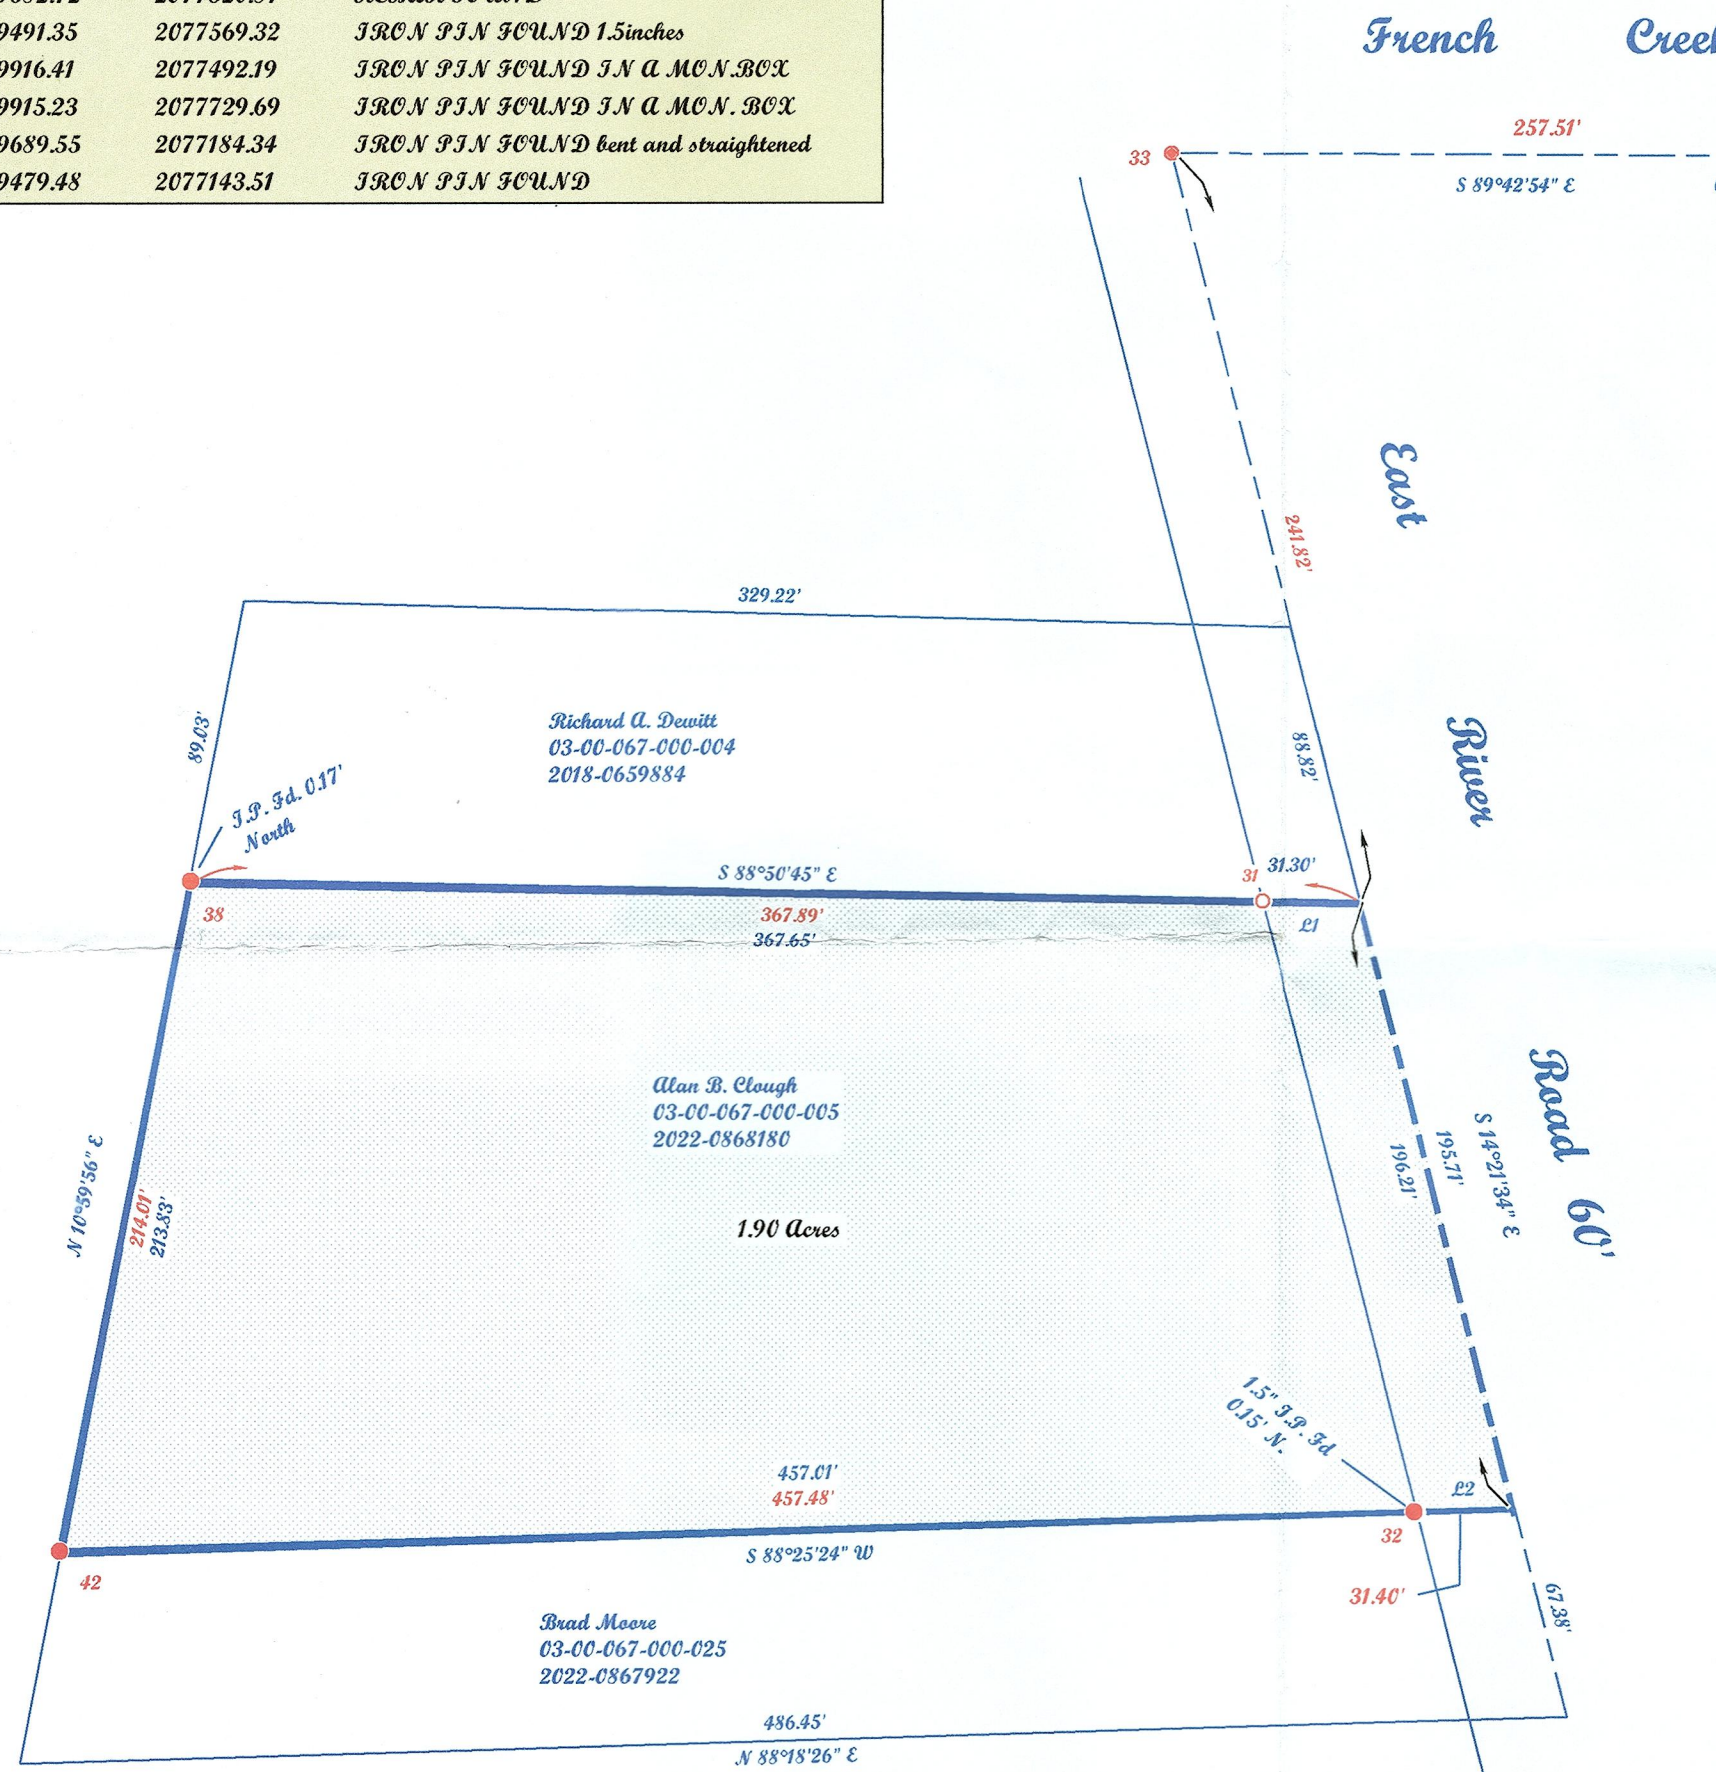 9491.35 2077569.32 IRON PIN FOUND 1.5inches
9916.41 2077492.19 IRON PIN FOUND IN A MON.BOX
9915.23 2077729.69 IRON PIN FOUND IN A MON. BOX
9689.55 2077184.34 IRON PIN FOUND bent and straightened
9479.48 2077143.51 IRON PIN FOUND
French Creek
257.51'
33
S 89°42'54" E
East
River
Road 60'
241.82'
329.22'
89.03'
Richard A. Dewitt
03-00-067-000-004
2018-0659884
88.82'
I.P. Fd. 0.17'
North
S 88°50'45" E
31
31.30'
38
367.89'
367.65'
L1
Alan B. Clough
03-00-067-000-005
2022-0868180
1.90 Acres
N 10°59'56" E
214.01'
213.83'
196.21'
195.71'
S 14°21'34" E
1.5" I.P. Fd
0.15' N.
457.01'
457.48'
L2
32
S 88°25'24" W
42
31.40'
67.38'
Brad Moore
03-00-067-000-025
2022-0867922
486.45'
N 88°18'26" E